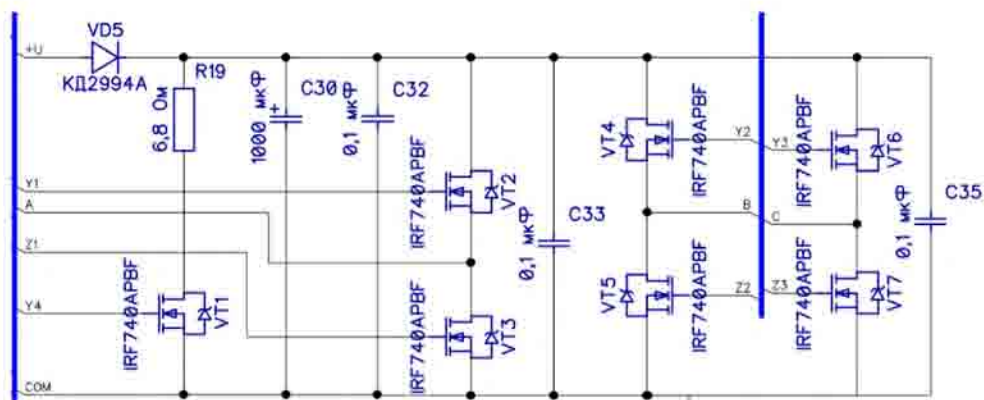 VD5
+U
КД2994А
R19
6,8 Ом
C30
1000 мкФ
+
C32
0,1 мкФ
Y1
A
Z1
Y4
COM
IRF740APBF
VT1
IRF740APBF
VT2
IRF740APBF
VT3
C33
0,1 мкФ
VT4
IRF740APBF
Y2
Y3
IRF740APBF
VT6
B
C
C35
0,1 мкФ
VT5
IRF740APBF
Z2
Z3
IRF740APBF
VT7